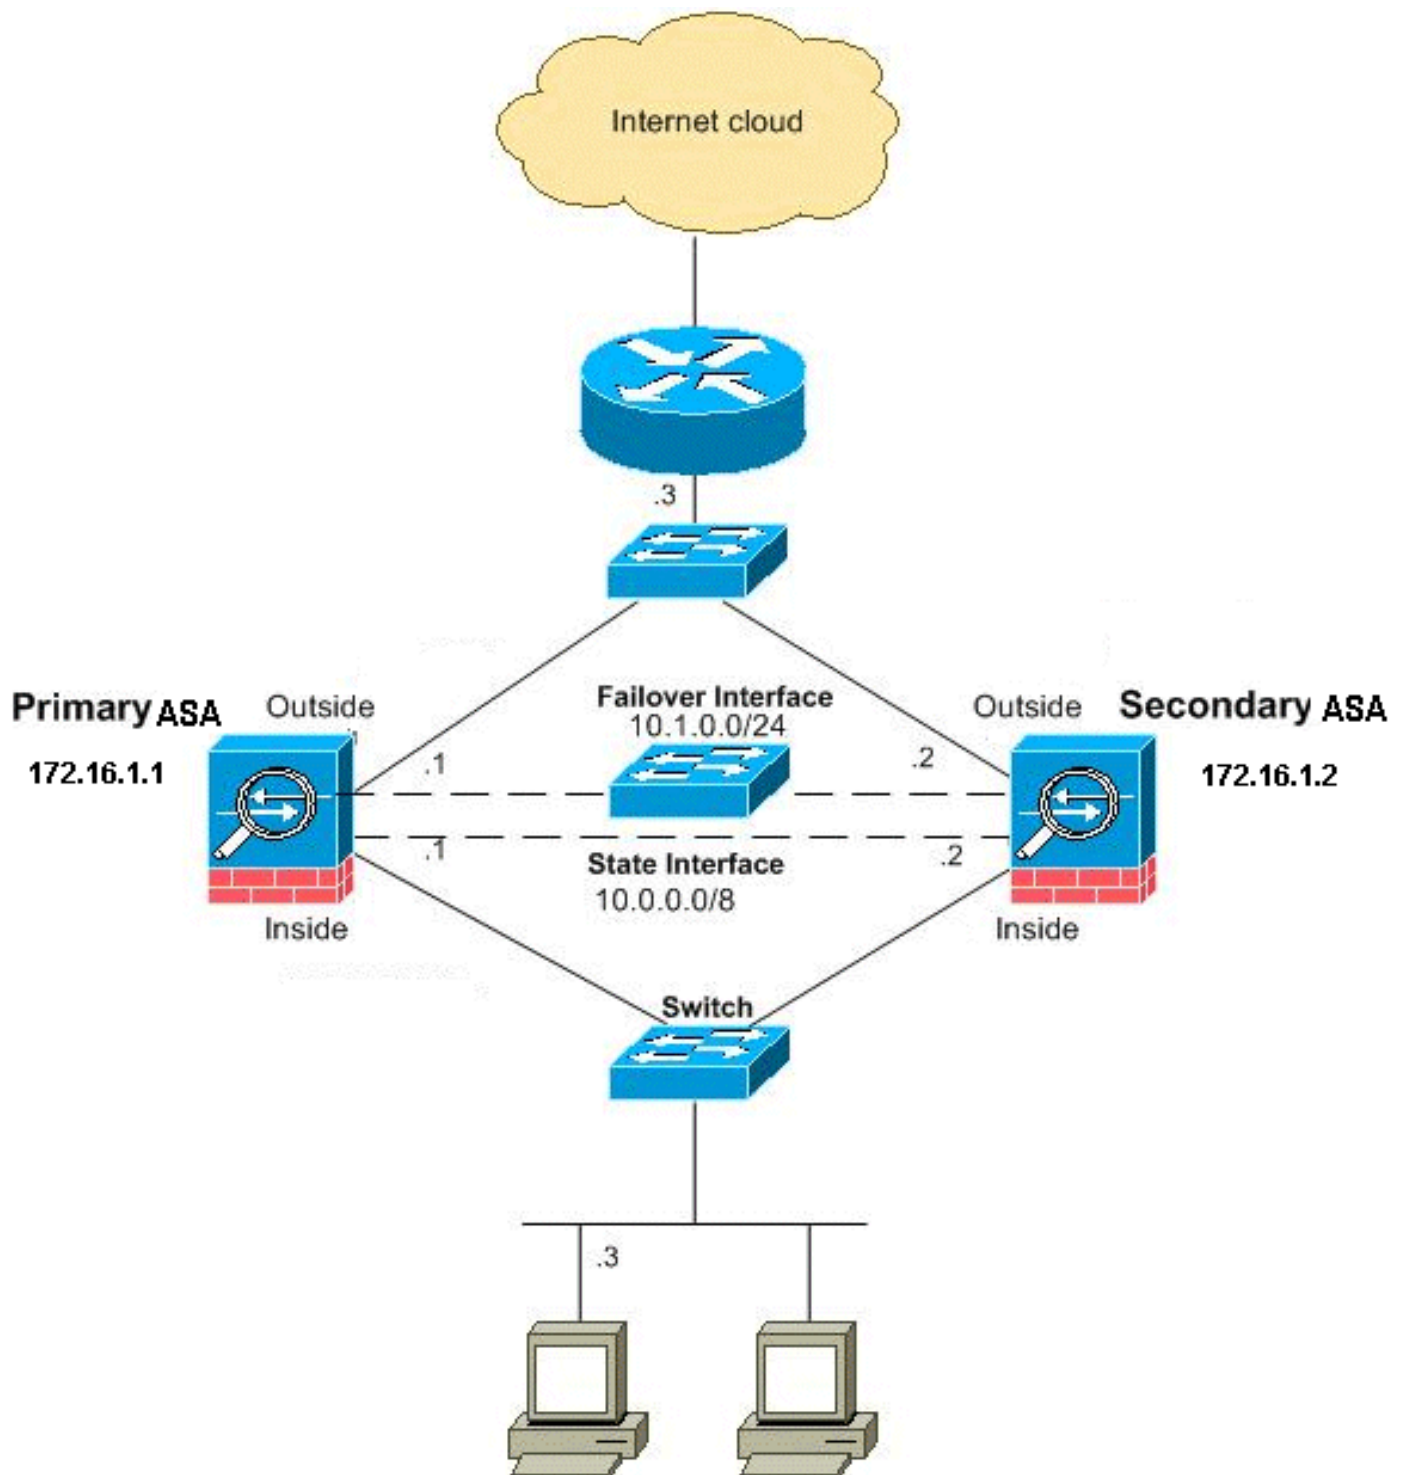 Internet cloud
.3
Primary ASA
Outside
Failover Interface
10.1.0.0/24
Outside
Secondary ASA
172.16.1.1
.1
.2
172.16.1.2
.1
State Interface
10.0.0.0/8
.2
Inside
Inside
Switch
.3